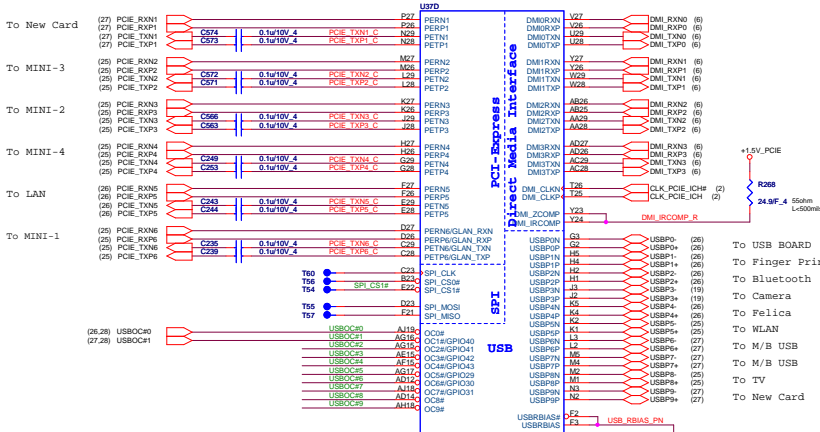 U37D
To New Card
(27) PCIE_RXN1 P27 PERN1
(27) PCIE_RXP1 P26 PERP1
(27) PCIE_TXN1 C574 0.1u/10V_4 PCIE_TXN1_C N29 PETN1
(27) PCIE_TXP1 C573 0.1u/10V_4 PCIE_TXP1_C N28 PETP1
To MINI-3
(25) PCIE_RXN2 M27 PERN2
(25) PCIE_RXP2 M26 PERP2
(25) PCIE_TXN2 C572 0.1u/10V_4 PCIE_TXN2_C L29 PETN2
(25) PCIE_TXP2 C571 0.1u/10V_4 PCIE_TXP2_C L28 PETP2
To MINI-2
(25) PCIE_RXN3 K27 PERN3
(25) PCIE_RXP3 K26 PERP3
(25) PCIE_TXN3 C566 0.1u/10V_4 PCIE_TXN3_C J29 PETN3
(25) PCIE_TXP3 C563 0.1u/10V_4 PCIE_TXP3_C J28 PETP3
To MINI-4
(25) PCIE_RXN4 H27 PERN4
(25) PCIE_RXP4 H26 PERP4
(25) PCIE_TXN4 C249 0.1u/10V_4 PCIE_TXN4_C G29 PETN4
(25) PCIE_TXP4 C253 0.1u/10V_4 PCIE_TXP4_C G28 PETP4
To LAN
(26) PCIE_RXN5 F27 PERN5
(26) PCIE_RXP5 F26 PERP5
(26) PCIE_TXN5 C243 0.1u/10V_4 PCIE_TXN5_C E29 PETN5
(26) PCIE_TXP5 C244 0.1u/10V_4 PCIE_TXP5_C E28 PETP5
To MINI-1
(25) PCIE_RXN6 D27 PERN6/GLAN_RXN
(25) PCIE_RXP6 D26 PERP6/GLAN_RXP
(25) PCIE_TXN6 C235 0.1u/10V_4 PCIE_TXN6_C C29 PETN6/GLAN_TXN
(25) PCIE_TXP6 C239 0.1u/10V_4 PCIE_TXP6_C C28 PETP6/GLAN_TXP
T60 C23 SPI_CLK
T56 B23 SPI_CS0#
T54 SPI_CS1# E22 SPI_CS1#
T55 D23 SPI_MOSI
T57 F21 SPI_MISO
(26,28) USBOC#0 USBOC#0 AJ19 OC0#
(27,28) USBOC#1 USBOC#1 AG16 OC1#/GPIO40
USBOC#2 AG15 OC2#/GPIO41
USBOC#3 AE15 OC3#/GPIO42
USBOC#4 AF15 OC4#/GPIO43
USBOC#5 AG17 OC5#/GPIO29
USBOC#6 AD12 OC6#/GPIO30
USBOC#7 AJ18 OC7#/GPIO31
USBOC#8 AD14 OC8#
USBOC#9 AH18 OC9#
PCI-Express
Direct Media Interface
SPI
USB
DMI0RXN V27 DMI_RXN0 (6)
DMI0RXP V26 DMI_RXP0 (6)
DMI0TXN U29 DMI_TXN0 (6)
DMI0TXP U28 DMI_TXP0 (6)
DMI1RXN Y27 DMI_RXN1 (6)
DMI1RXP Y26 DMI_RXP1 (6)
DMI1TXN W29 DMI_TXN1 (6)
DMI1TXP W28 DMI_TXP1 (6)
DMI2RXN AB26 DMI_RXN2 (6)
DMI2RXP AB25 DMI_RXP2 (6)
DMI2TXN AA29 DMI_TXN2 (6)
DMI2TXP AA28 DMI_TXP2 (6)
DMI3RXN AD27 DMI_RXN3 (6)
DMI3RXP AD26 DMI_RXP3 (6)
DMI3TXN AC29 DMI_TXN3 (6)
DMI3TXP AC28 DMI_TXP3 (6)
DMI_CLKN T26 CLK_PCIE_ICH# (2)
DMI_CLKP T25 CLK_PCIE_ICH (2)
DMI_ZCOMP Y23
DMI_IRCOMP Y24 DMI_IRCOMP_R
+1.5V_PCIE
R268
24.9/F_4
55ohm
L<500mils
USBP0N G3 USBP0- (26)
USBP0P G2 USBP0+ (26) To USB BOARD
USBP1N H5 USBP1- (26)
USBP1P H4 USBP1+ (26) To Finger Prin
USBP2N H2 USBP2- (26)
USBP2P H1 USBP2+ (26) To Bluetooth
USBP3N J3 USBP3- (19)
USBP3P J2 USBP3+ (19) To Camera
USBP4N K5 USBP4- (26)
USBP4P K4 USBP4+ (26) To Felica
USBP5N K2 USBP5- (25)
USBP5P K1 USBP5+ (25) To WLAN
USBP6N L3 USBP6- (27)
USBP6P L2 USBP6+ (27) To M/B USB
USBP7N M5 USBP7- (27)
USBP7P M4 USBP7+ (27) To M/B USB
USBP8N M2 USBP8- (25)
USBP8P M1 USBP8+ (25) To TV
USBP9N N3 USBP9- (27)
USBP9P N2 USBP9+ (27) To New Card
USBRBIAS# F2
USBRBIAS F3 USB_RBIAS_PN